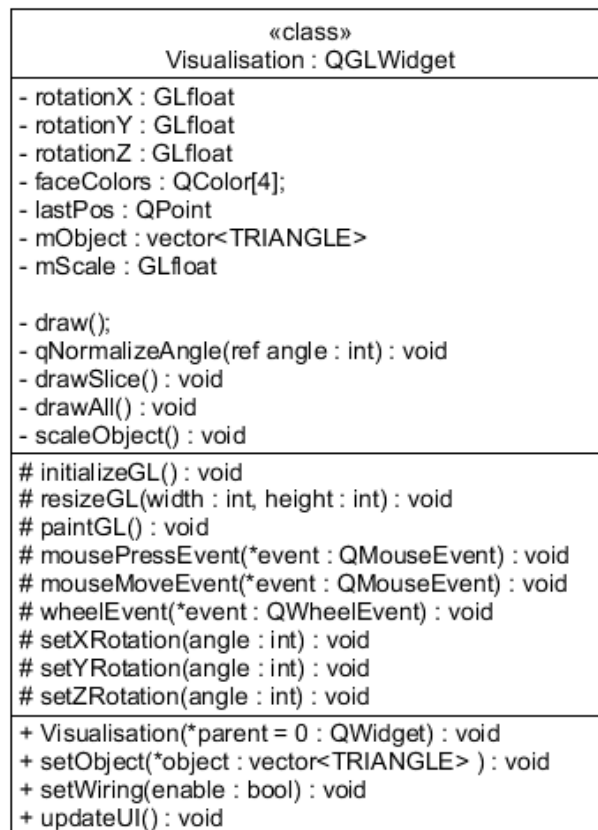 «class»
Visualisation : QGLWidget
- rotationX : GLfloat
- rotationY : GLfloat
- rotationZ : GLfloat
- faceColors : QColor[4];
- lastPos : QPoint
- mObject : vector<TRIANGLE>
- mScale : GLfloat
- draw();
- qNormalizeAngle(ref angle : int) : void
- drawSlice() : void
- drawAll() : void
- scaleObject() : void
# initializeGL() : void
# resizeGL(width : int, height : int) : void
# paintGL() : void
# mousePressEvent(*event : QMouseEvent) : void
# mouseMoveEvent(*event : QMouseEvent) : void
# wheelEvent(*event : QWheelEvent) : void
# setXRotation(angle : int) : void
# setYRotation(angle : int) : void
# setZRotation(angle : int) : void
+ Visualisation(*parent = 0 : QWidget) : void
+ setObject(*object : vector<TRIANGLE> ) : void
+ setWiring(enable : bool) : void
+ updateUI() : void